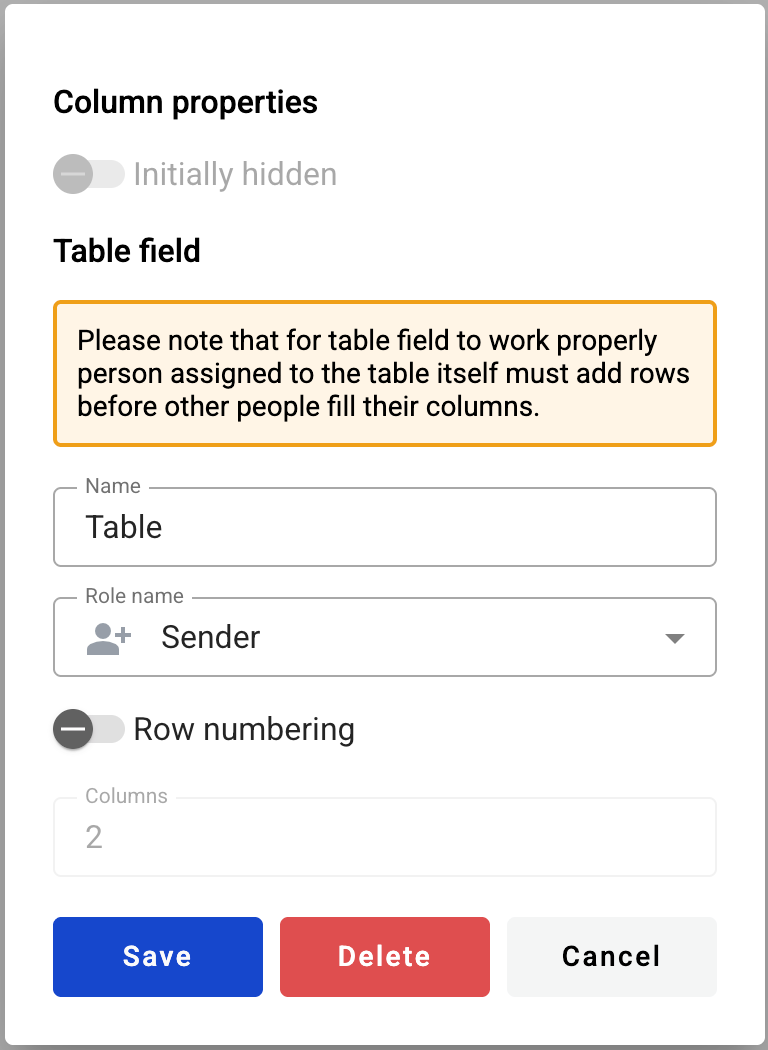 Column properties
Initially hidden
Table field
Please note that for table field to work properly
person assigned to the table itself must add rows
before other people fill their columns.
Name
Table
Role name
Sender
Row numbering
Columns
2
Save
Delete
Cancel